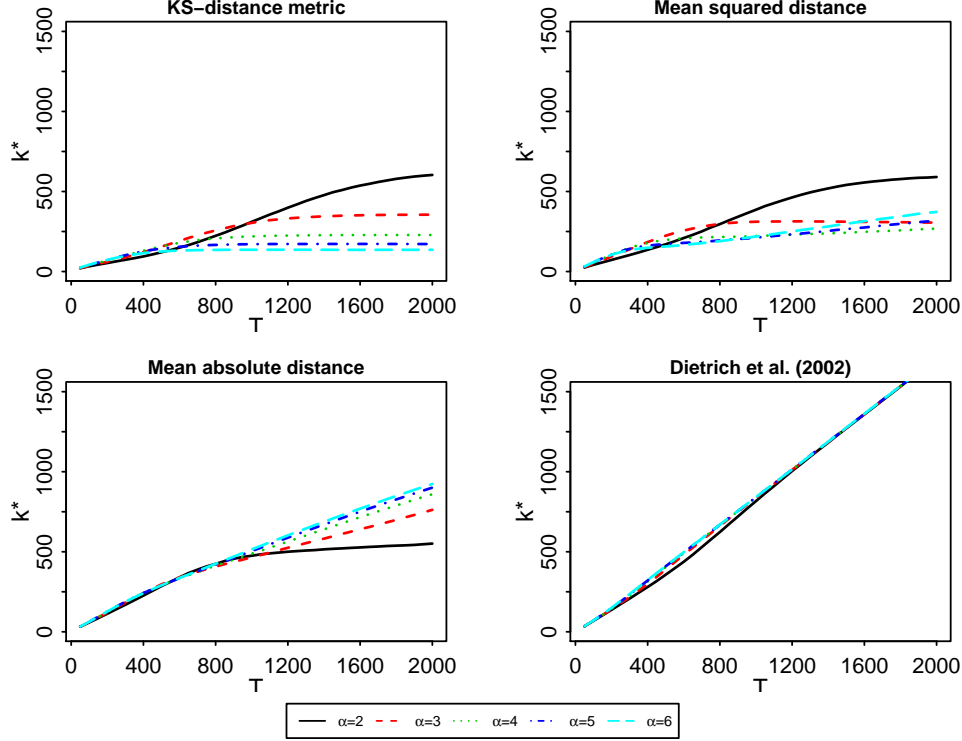 KS−distance metric
k*
0 500 1000 1500
0 400 800 1200 1600 2000
T
Mean squared distance
k*
0 500 1000 1500
0 400 800 1200 1600 2000
T
Mean absolute distance
k*
0 500 1000 1500
0 400 800 1200 1600 2000
T
Dietrich et al. (2002)
k*
0 500 1000 1500
0 400 800 1200 1600 2000
T
α=2 α=3 α=4 α=5 α=6